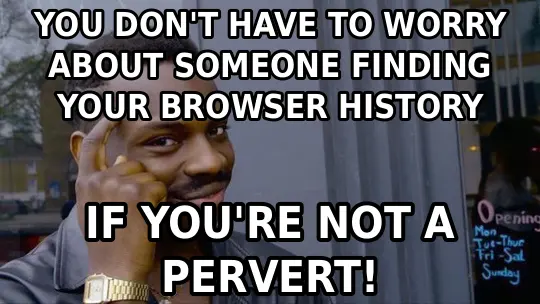 YOU DON'T HAVE TO WORRY
ABOUT SOMEONE FINDING
YOUR BROWSER HISTORY
IF YOU'RE NOT A
PERVERT!
Opening
Mon
Tue-Thur
Fri-Sat
Sunday